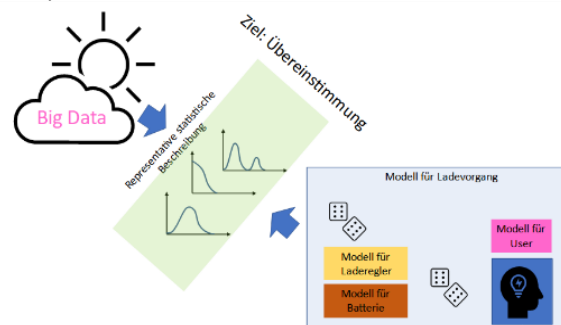 Ziel: Übereinstimmung
Big Data
Representative statistische
Beschreibung
Modell für Ladevorgang
Modell für
User
Modell für
Laderegler
Modell für
Batterie